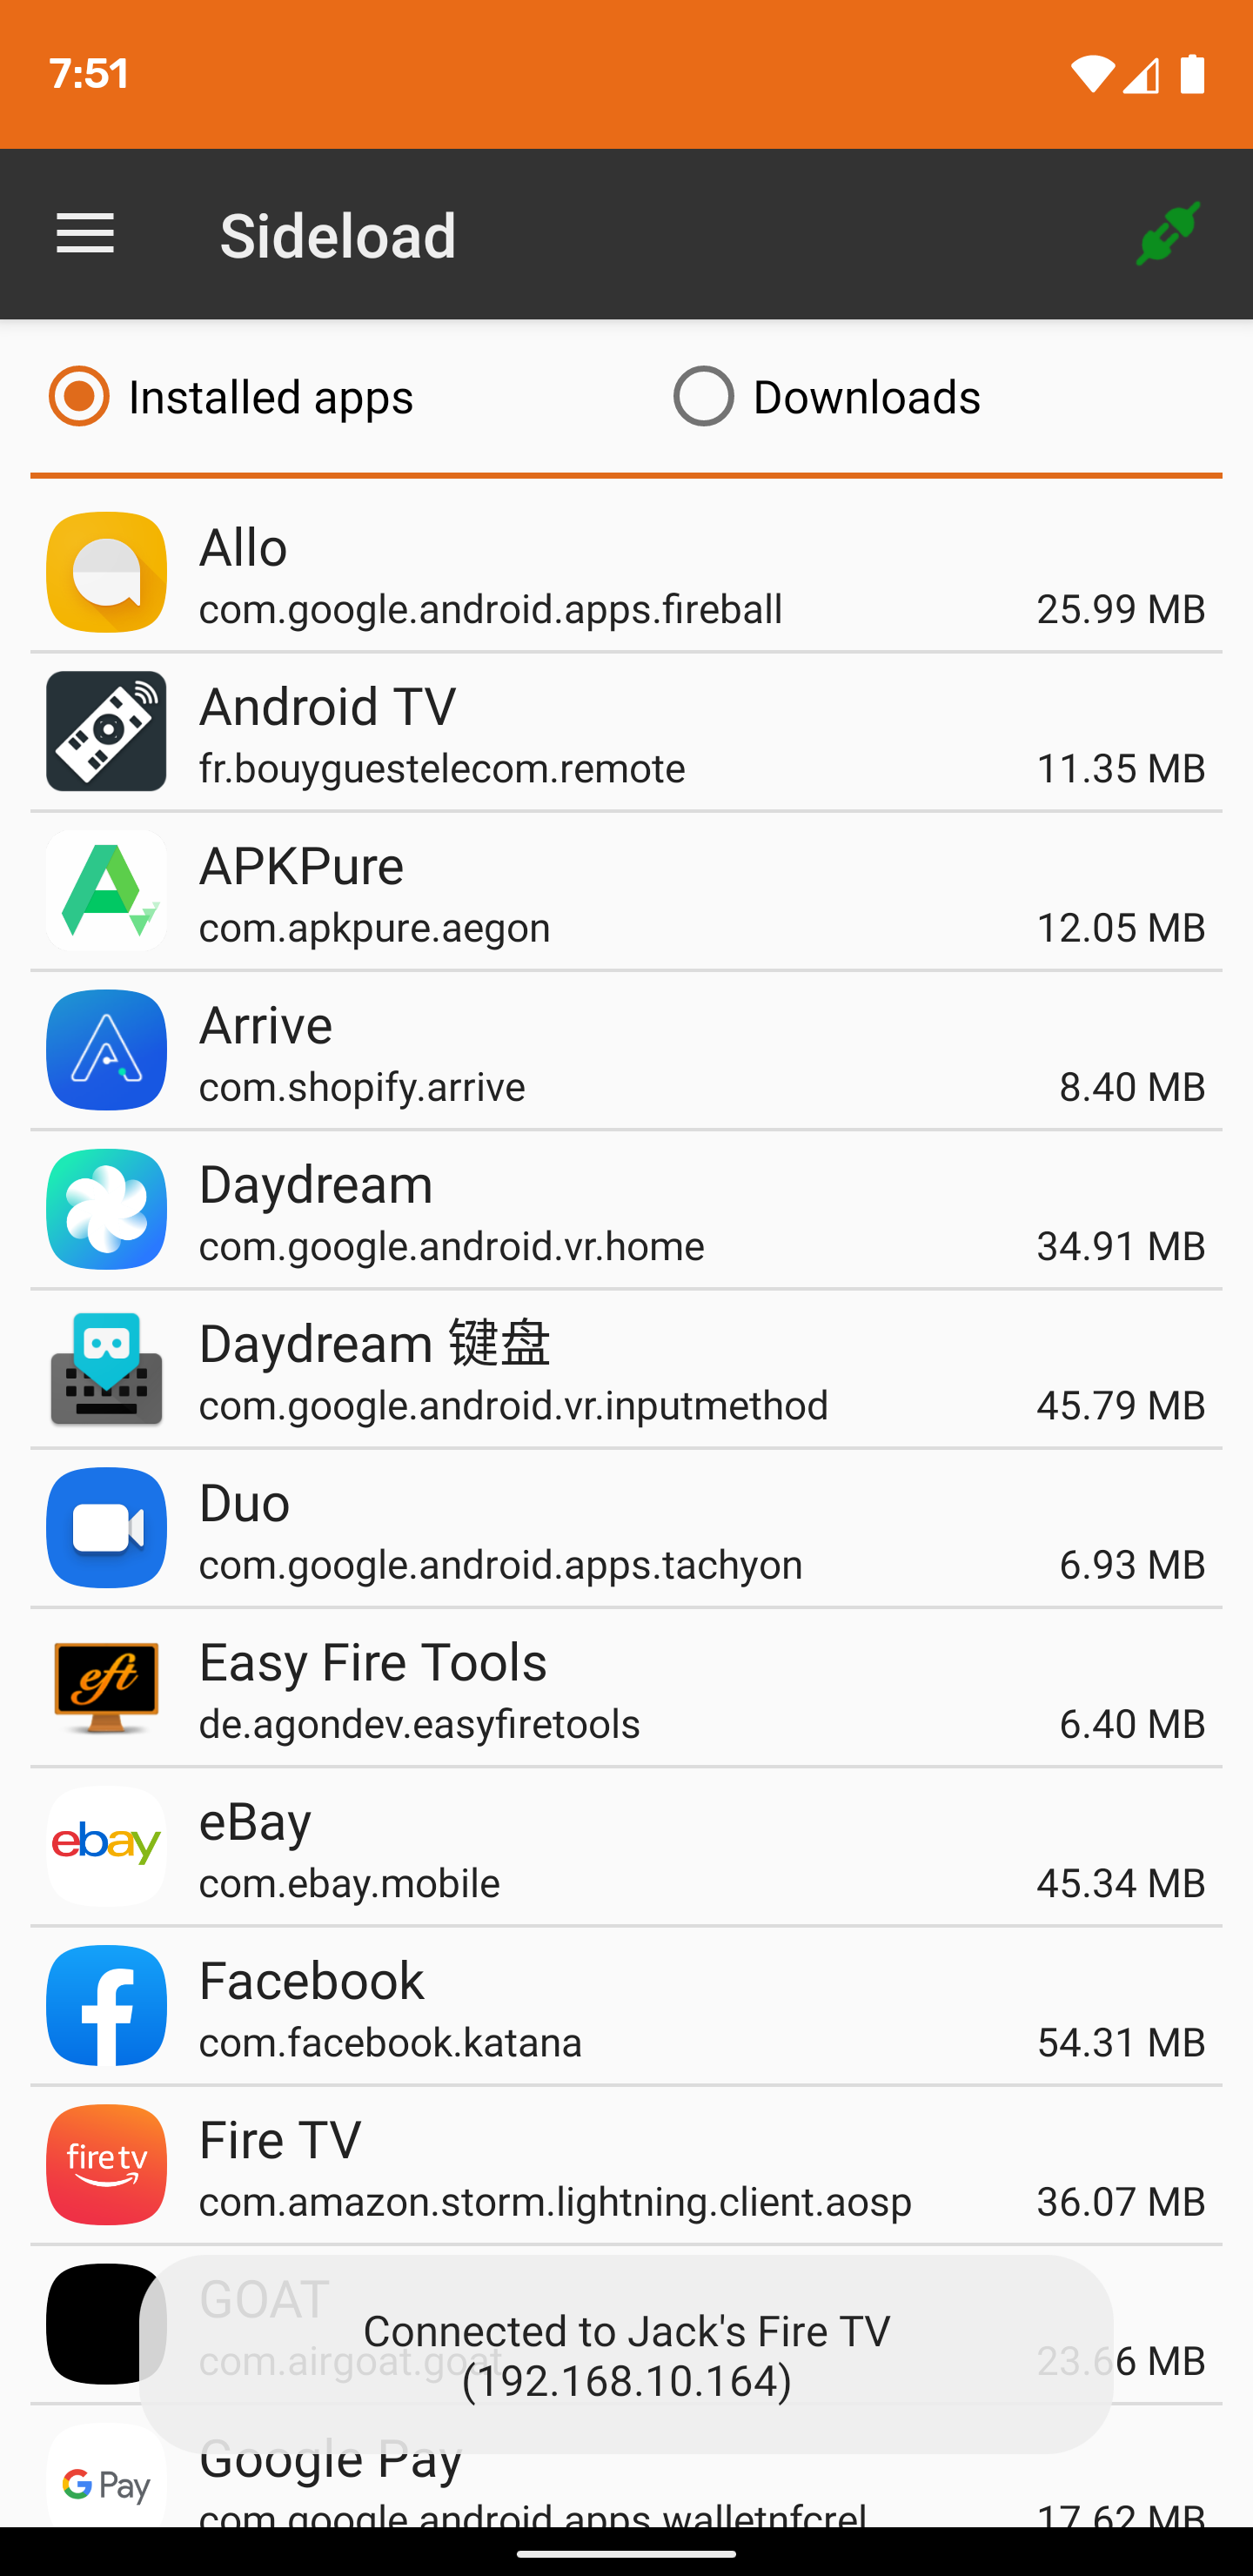 7:51
Sideload
Installed apps
Downloads
Allo
com.google.android.apps.fireball
25.99 MB
Android TV
fr.bouyguestelecom.remote
11.35 MB
APKPure
com.apkpure.aegon
12.05 MB
Arrive
com.shopify.arrive
8.40 MB
Daydream
com.google.android.vr.home
34.91 MB
Daydream 键盘
com.google.android.vr.inputmethod
45.79 MB
Duo
com.google.android.apps.tachyon
6.93 MB
eft
Easy Fire Tools
de.agondev.easyfiretools
6.40 MB
ebay
eBay
com.ebay.mobile
45.34 MB
Facebook
com.facebook.katana
54.31 MB
fire tv
Fire TV
com.amazon.storm.lightning.client.aosp
36.07 MB
GOAT
com.airgoat.goat
23.66 MB
Connected to Jack's Fire TV
(192.168.10.164)
G Pay
Google Pay
com.google.android.apps.walletnfcrel
17.62 MB